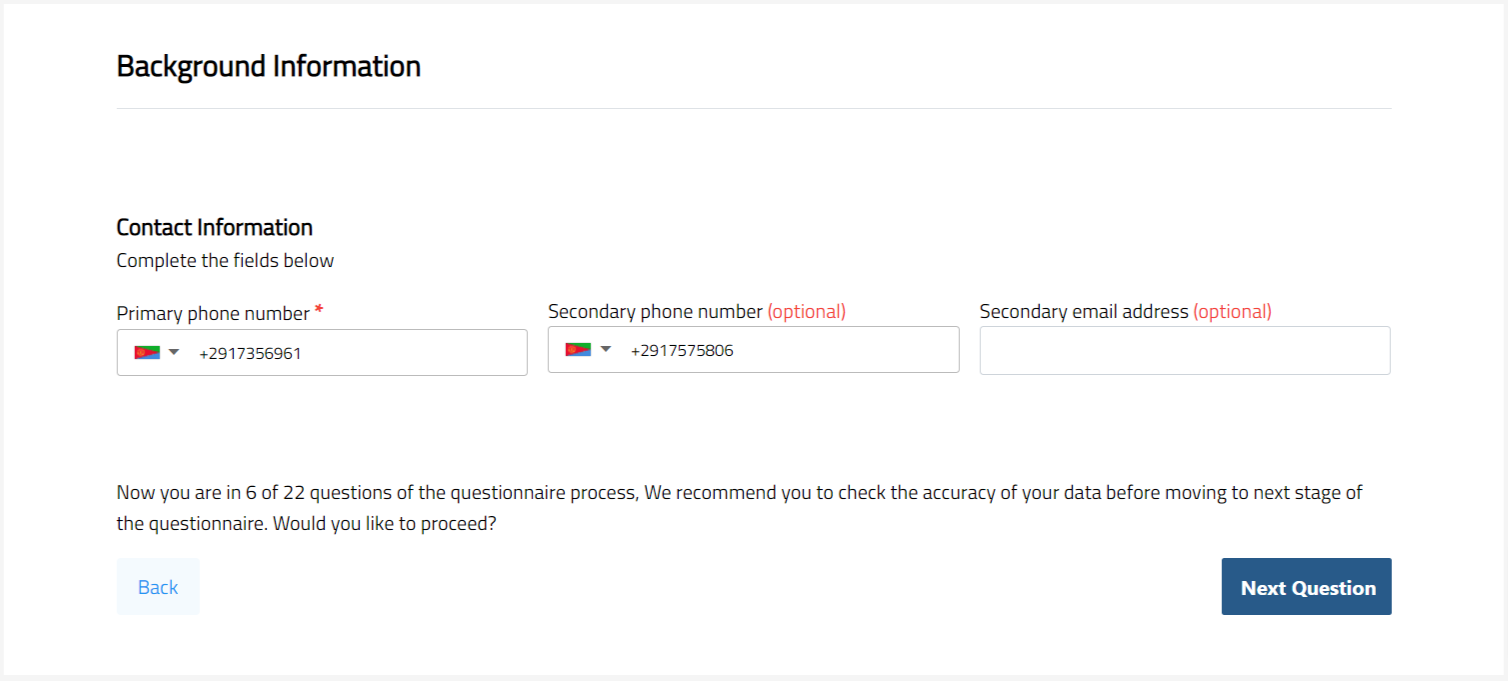 Background Information
Contact Information
Complete the fields below
Primary phone number *
+2917356961
Secondary phone number (optional)
+2917575806
Secondary email address (optional)
Now you are in 6 of 22 questions of the questionnaire process, We recommend you to check the accuracy of your data before moving to next stage of
the questionnaire. Would you like to proceed?
Back
Next Question